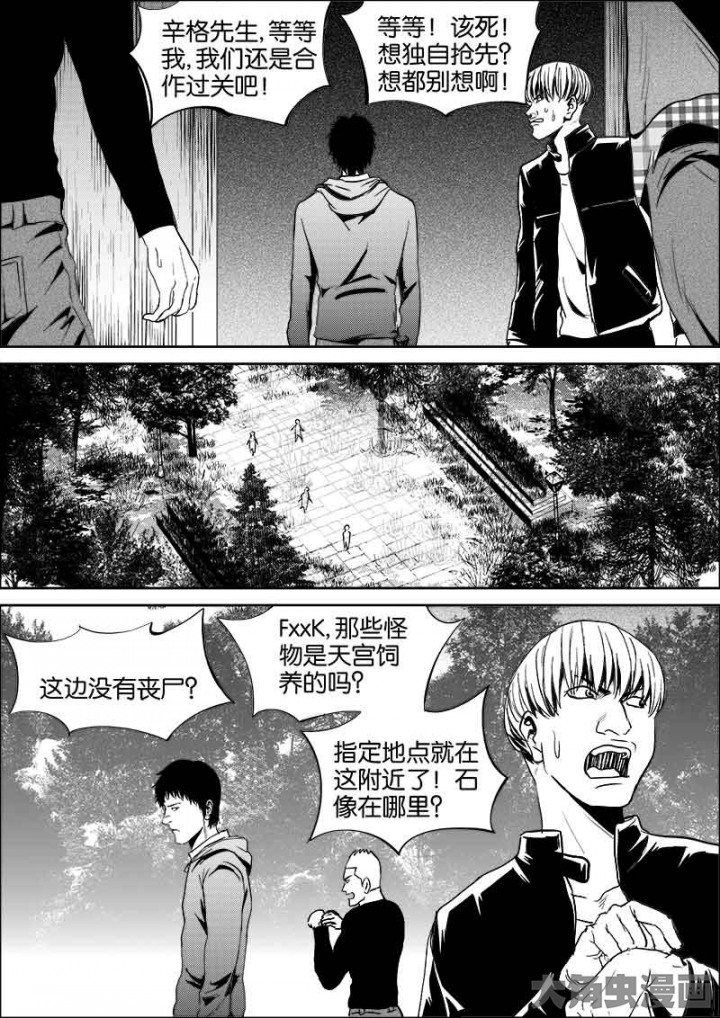 辛格先生,等等
我,我们还是合
作过关吧!
等等!该死!
想独自抢先?
想都别想啊!
这边没有丧尸?
FxxK,那些怪
物是天宫饲
养的吗?
指定地点就在
这附近了!石
像在哪里?
大角虫漫画